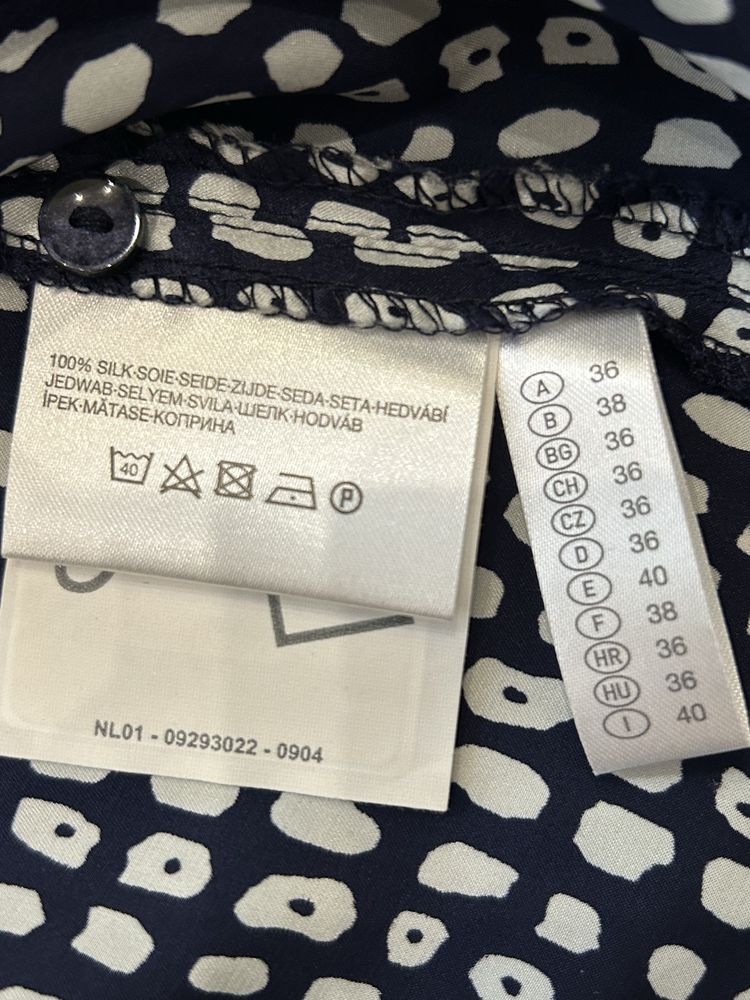 100% SILK·SOIE·SEIDE·ZIJDE·SEDA·SETA·HEDVÁBÍ
JEDWAB·SELYEM·SVILA·ШЕЛК·HODVÁB
İPEK·MĂTASE·КОПРИНА
40 P
NL01 - 09293022 - 0904
A 36
B 38
BG 36
CH 36
CZ 36
D 36
E 40
F 38
HR 36
HU 36
I 40